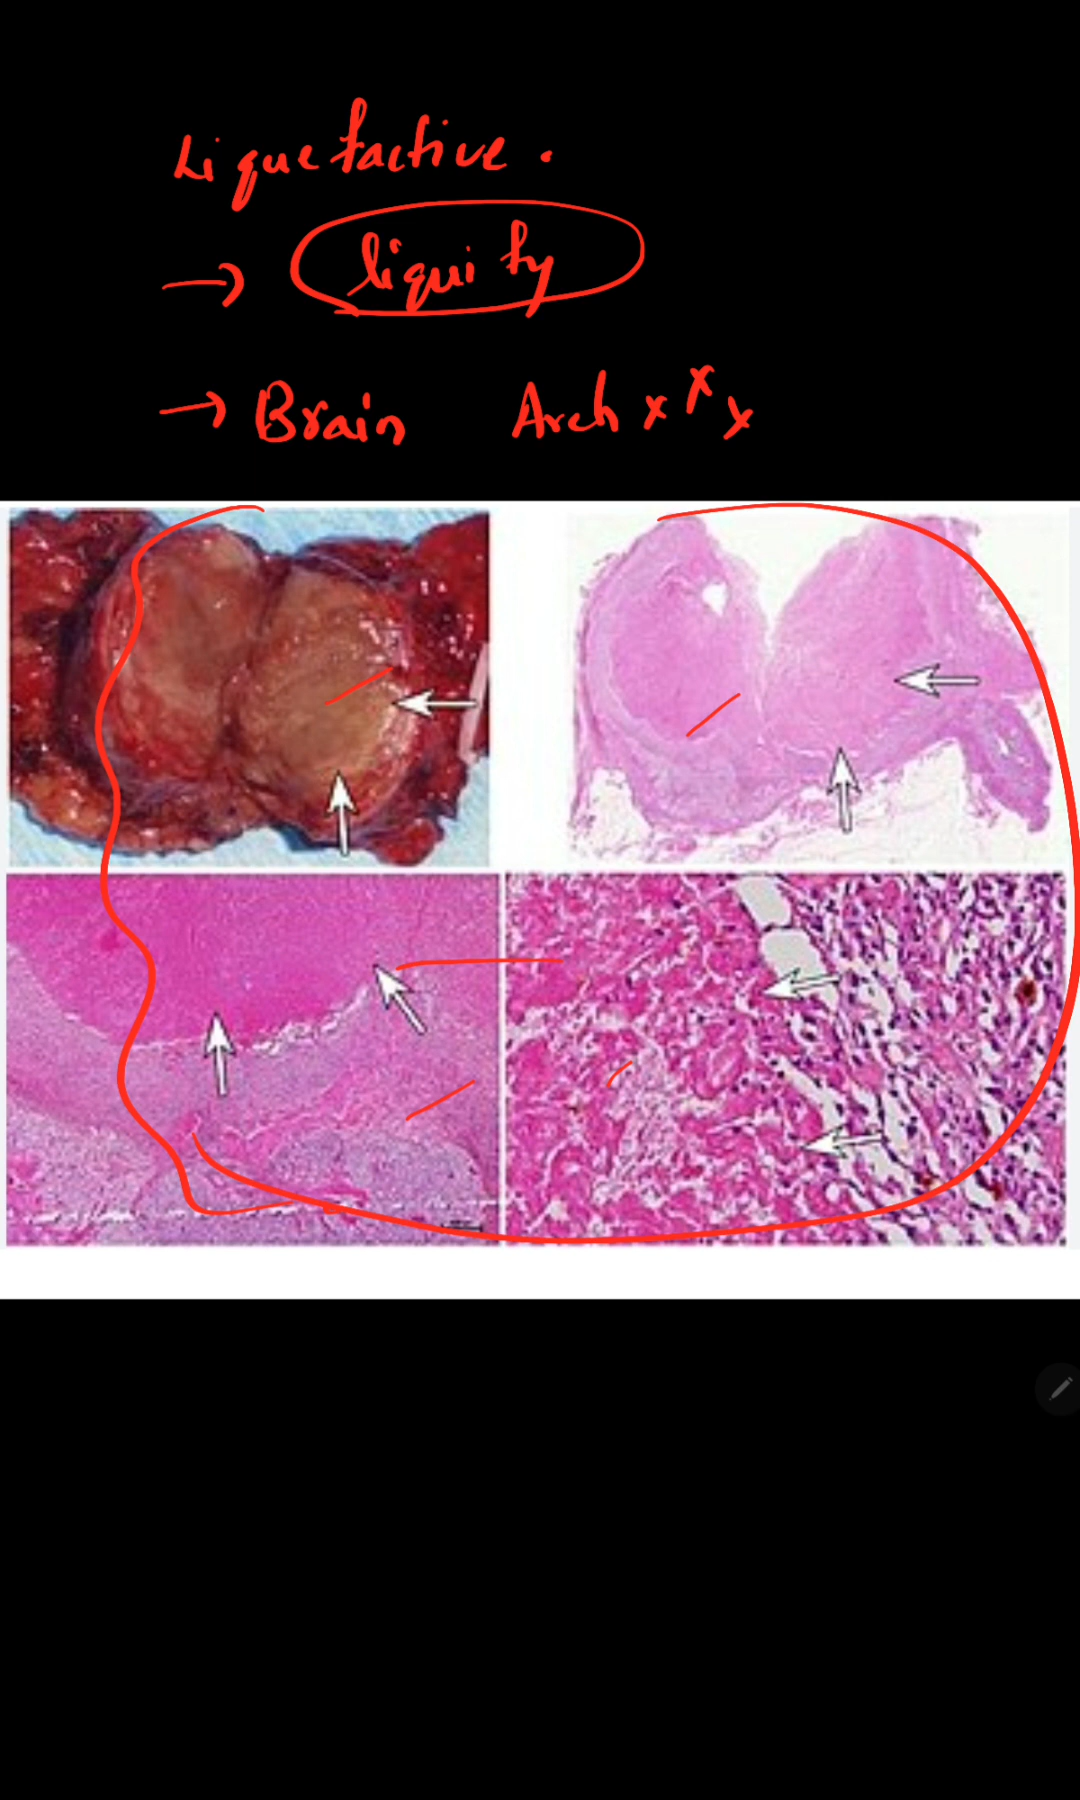 Liquefactive.
→ liquify
→ Brain Arch x x x